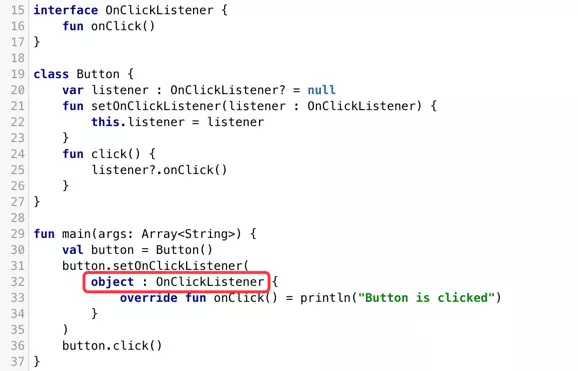 15 interface OnClickListener {
16     fun onClick()
17 }
18
19 class Button {
20     var listener : OnClickListener? = null
21     fun setOnClickListener(listener : OnClickListener) {
22         this.listener = listener
23     }
24     fun click() {
25         listener?.onClick()
26     }
27 }
28
29 fun main(args: Array<String>) {
30     val button = Button()
31     button.setOnClickListener(
32         object : OnClickListener {
33             override fun onClick() = println("Button is clicked")
34         }
35     )
36     button.click()
37 }